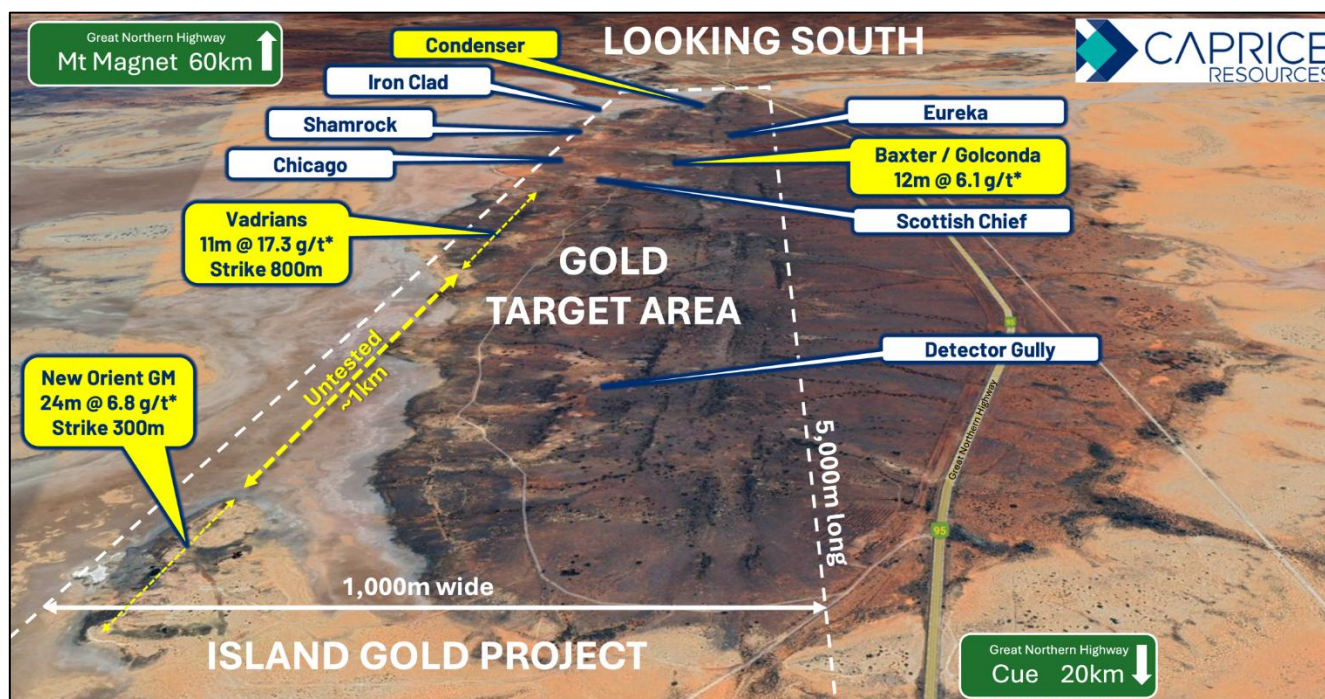 Great Northern Highway
Mt Magnet 60km
Condenser
LOOKING SOUTH
CAPRICE
RESOURCES
Iron Clad
Shamrock
Chicago
Eureka
Baxter / Golconda
12m @ 6.1 g/t*
Scottish Chief
Vadrians
11m @ 17.3 g/t*
Strike 800m
GOLD
TARGET AREA
Untested
~1km
Detector Gully
New Orient GM
24m @ 6.8 g/t*
Strike 300m
95
Great Northern Highway
5,000m long
95
1,000m wide
ISLAND GOLD PROJECT
Great Northern Highway
Cue 20km